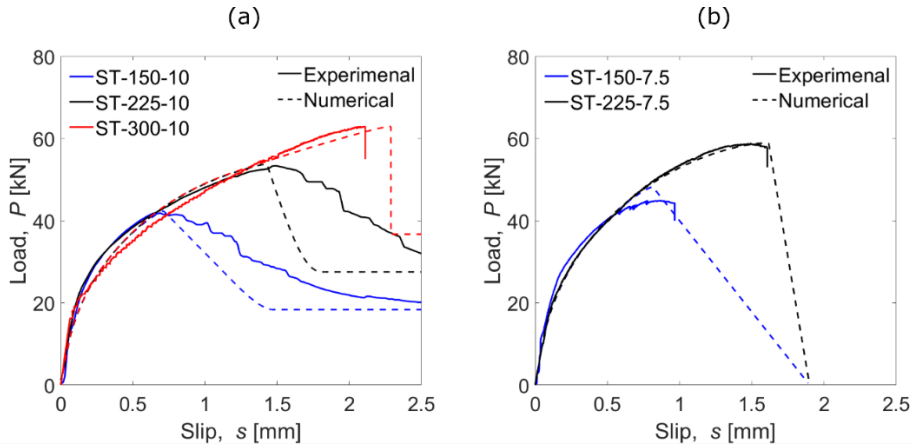 (a)
80
60
40
20
0
Load, P [kN]
ST-150-10
ST-225-10
ST-300-10
Experimenal
Numerical
0 0.5 1 1.5 2 2.5
Slip, s [mm]
(b)
80
60
40
20
0
Load, P [kN]
ST-150-7.5
ST-225-7.5
Experimenal
Numerical
0 0.5 1 1.5 2 2.5
Slip, s [mm]